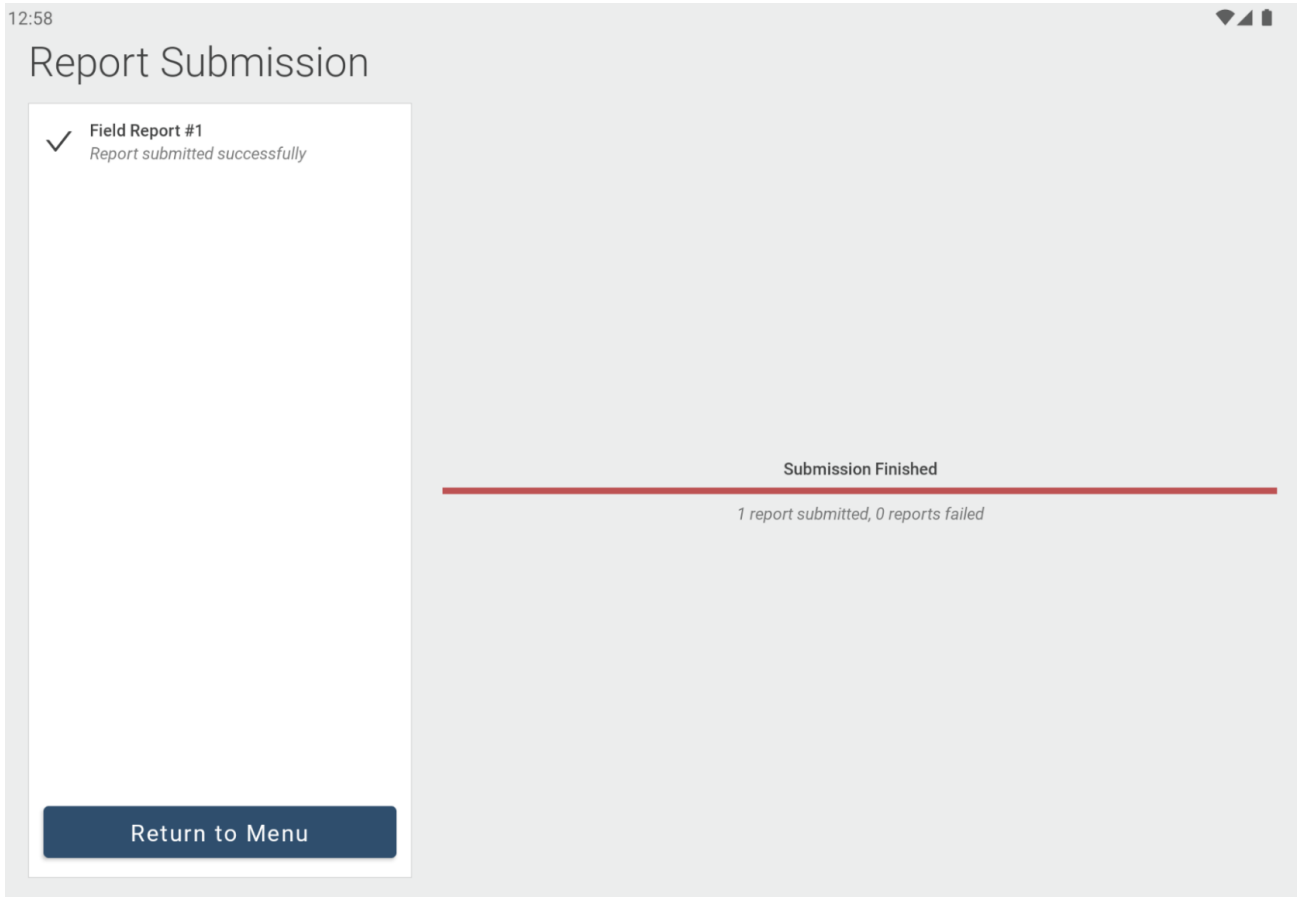 12:58
Report Submission
Field Report #1
Report submitted successfully
Submission Finished
1 report submitted, 0 reports failed
Return to Menu